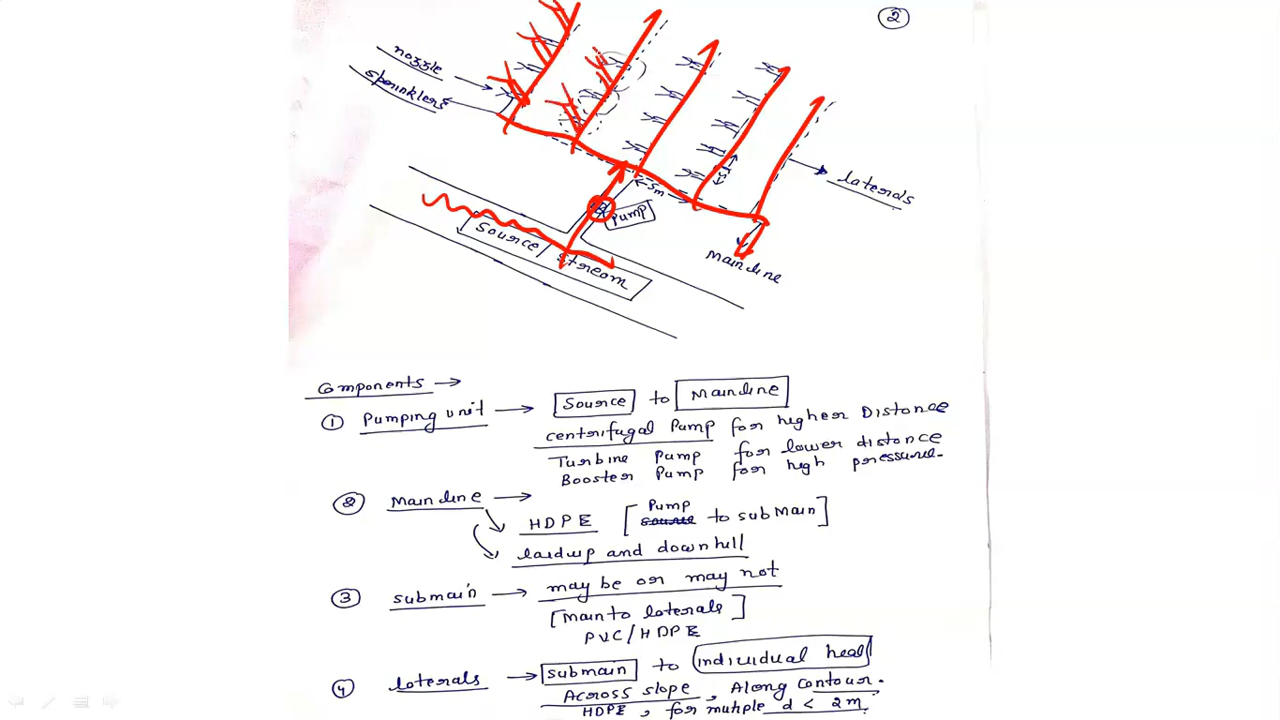 2
nozzle
sprinklers
laterals
5m
Pump
Source/Stream
mainline
Components →
① Pumping unit → Source to Mainline
centrifugal Pump for higher Distance
Turbine Pump for lower distance
Booster Pump for high pressure.
② Mainline →
HDPE [Pump to submain]
laidup and downhill
③ submain → may be or may not
[Main to laterals]
PVC/HDPE
④ laterals → submain to individual head
Across slope, Along contour.
HDPE, for multiple d < 2m